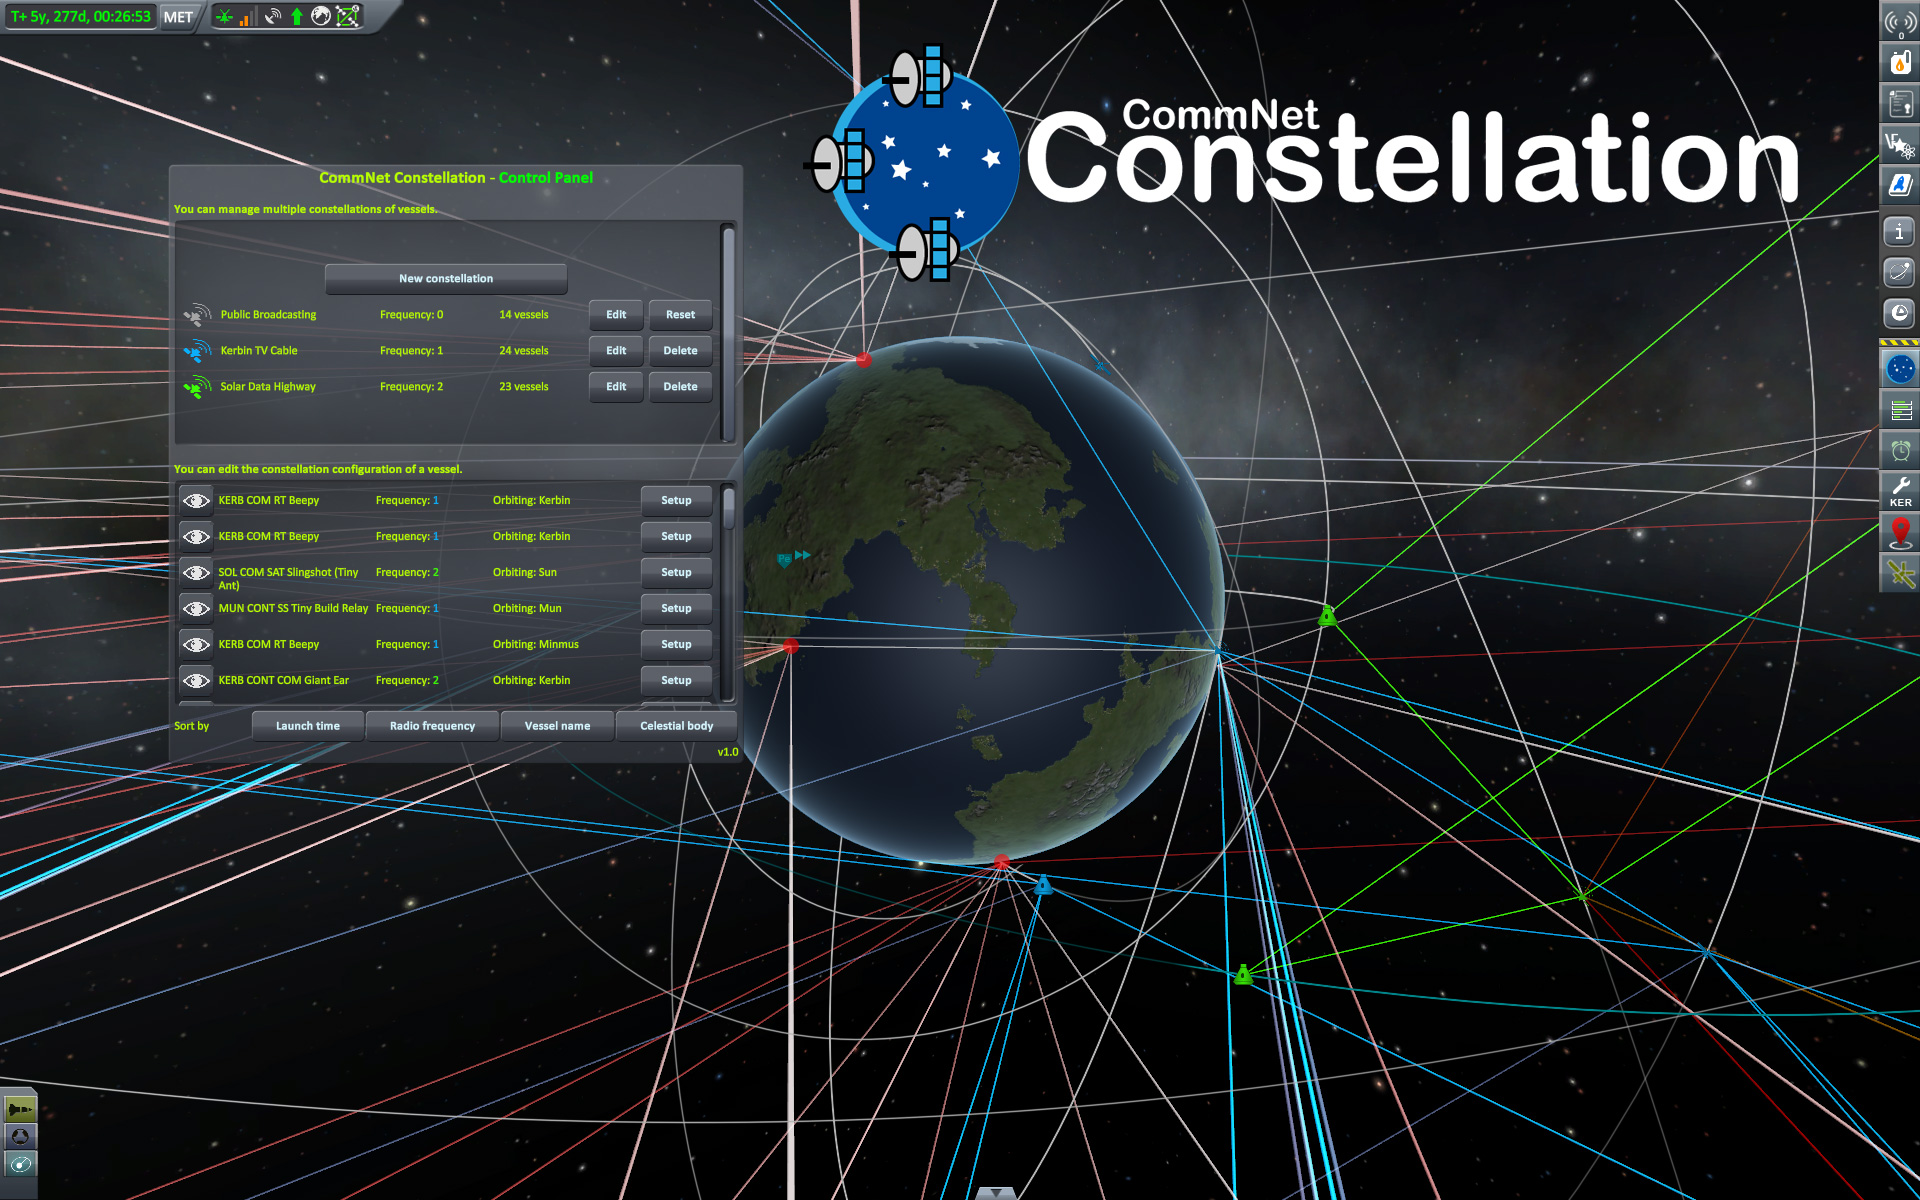 T+ 5y, 277d, 00:26:53 MET
CommNet
Constellation
0
CommNet Constellation - Control Panel
You can manage multiple constellations of vessels.
New constellation
Public Broadcasting Frequency: 0 14 vessels Edit Reset
Kerbin TV Cable Frequency: 1 24 vessels Edit Delete
Solar Data Highway Frequency: 2 23 vessels Edit Delete
You can edit the constellation configuration of a vessel.
KERB COM RT Beepy Frequency: 1 Orbiting: Kerbin Setup
KERB COM RT Beepy Frequency: 1 Orbiting: Kerbin Setup
SOL COM SAT Slingshot (Tiny Frequency: 2 Orbiting: Sun Setup
Ant)
MUN CONT SS Tiny Build Relay Frequency: 1 Orbiting: Mun Setup
KERB COM RT Beepy Frequency: 1 Orbiting: Minmus Setup
KERB CONT COM Giant Ear Frequency: 2 Orbiting: Kerbin Setup
Sort by Launch time Radio frequency Vessel name Celestial body
v1.0
Pe
KER